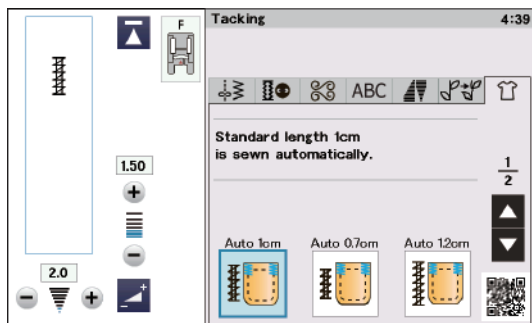 F
Tacking
4:39
ABC
Standard length 1cm
is sewn automatically.
1
2
1.50
Auto 1cm
Auto 0.7cm
Auto 1.2cm
2.0